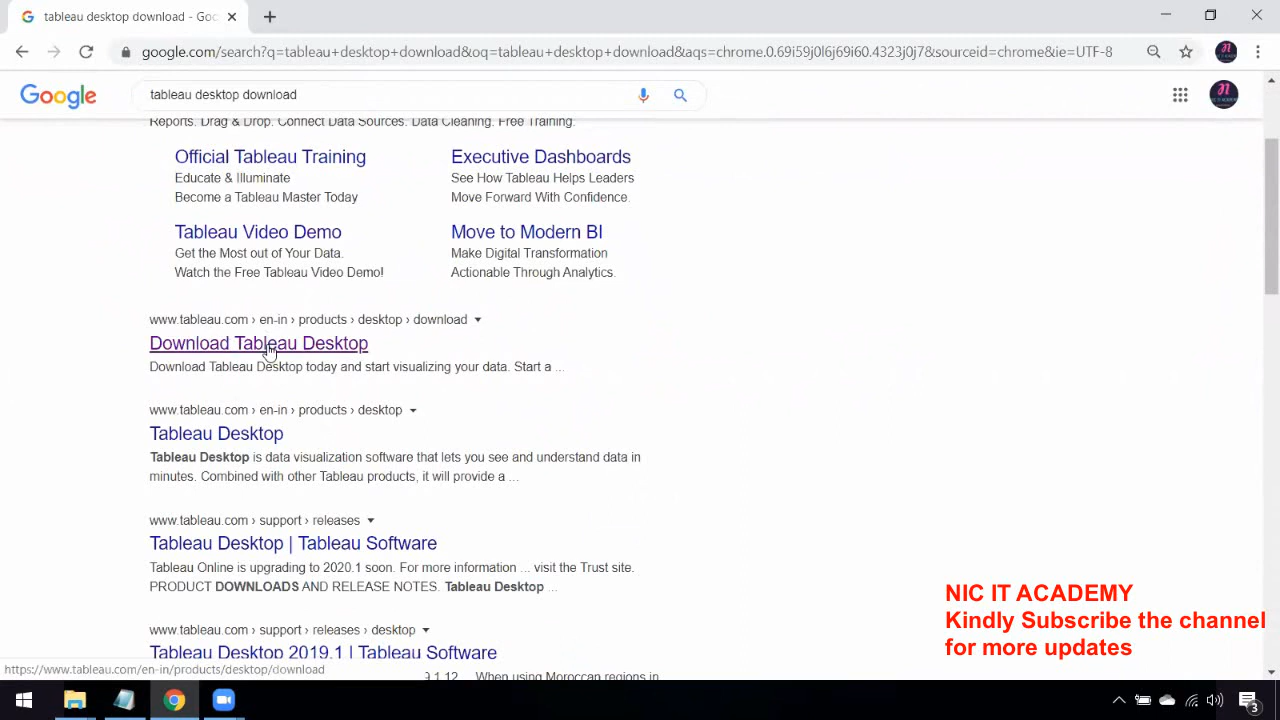 tableau desktop download - Goo
google.com/search?q=tableau+desktop+download&oq=tableau+desktop+download&aqs=chrome.0.69i59j0l6j69i60.4323j0j7&sourceid=chrome&ie=UTF-8
Google
tableau desktop download
Reports. Drag & Drop. Connect Data Sources. Data Cleaning. Free Training.
Official Tableau Training
Educate & Illuminate
Become a Tableau Master Today
Executive Dashboards
See How Tableau Helps Leaders
Move Forward With Confidence.
Tableau Video Demo
Get the Most out of Your Data.
Watch the Free Tableau Video Demo!
Move to Modern BI
Make Digital Transformation
Actionable Through Analytics.
www.tableau.com › en-in › products › desktop › download
Download Tableau Desktop
Download Tableau Desktop today and start visualizing your data. Start a ...
www.tableau.com › en-in › products › desktop
Tableau Desktop
Tableau Desktop is data visualization software that lets you see and understand data in
minutes. Combined with other Tableau products, it will provide a ...
www.tableau.com › support › releases
Tableau Desktop | Tableau Software
Tableau Online is upgrading to 2020.1 soon. For more information ... visit the Trust site.
PRODUCT DOWNLOADS AND RELEASE NOTES. Tableau Desktop ...
www.tableau.com › support › releases › desktop
Tableau Desktop 2019.1 | Tableau Software
9.1.12 When using Moroccan regions in
https://www.tableau.com/en-in/products/desktop/download
NIC IT ACADEMY
Kindly Subscribe the channel
for more updates
3